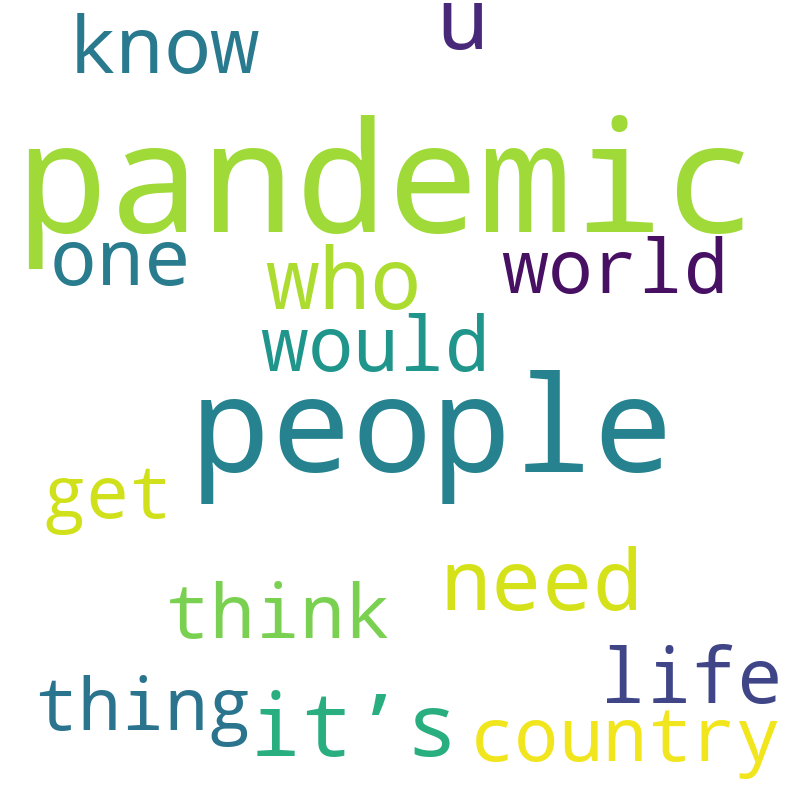 know u
pandemic
one who world
would
people
get
think need
thing it’s life
country